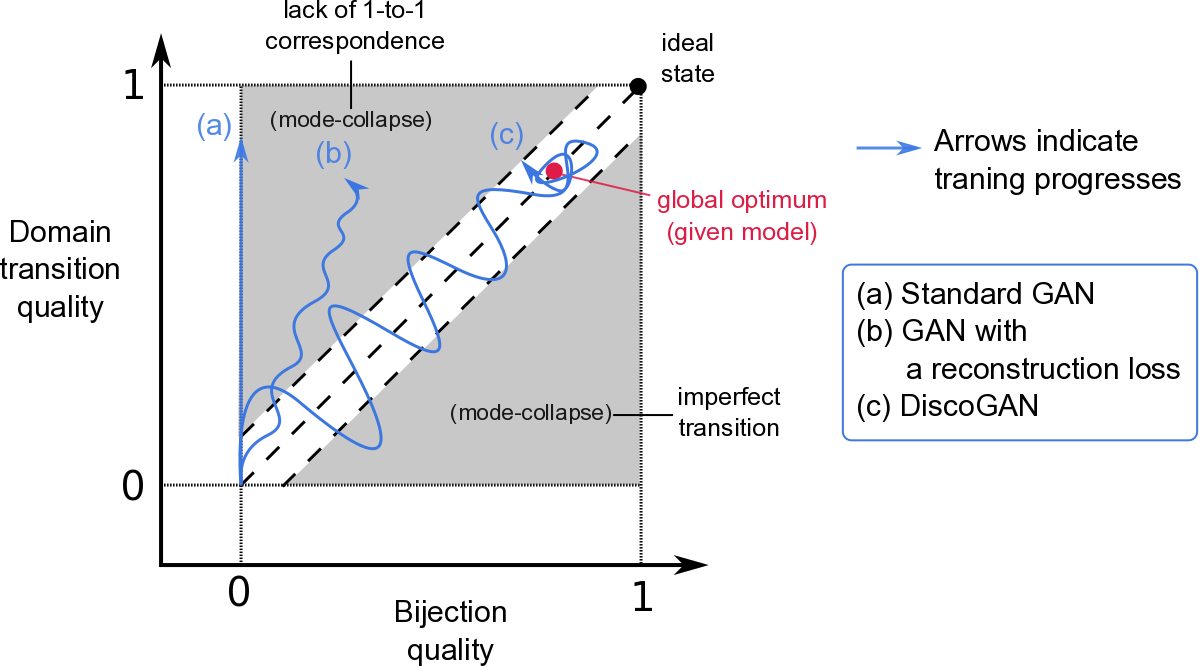 lack of 1-to-1
correspondence
ideal
state
1
(a)
(mode-collapse)
(b)
(c)
Arrows indicate
traning progresses
global optimum
(given model)
Domain
transition
quality
(a) Standard GAN
(b) GAN with
a reconstruction loss
(c) DiscoGAN
(mode-collapse)
imperfect
transition
0
0
1
Bijection
quality